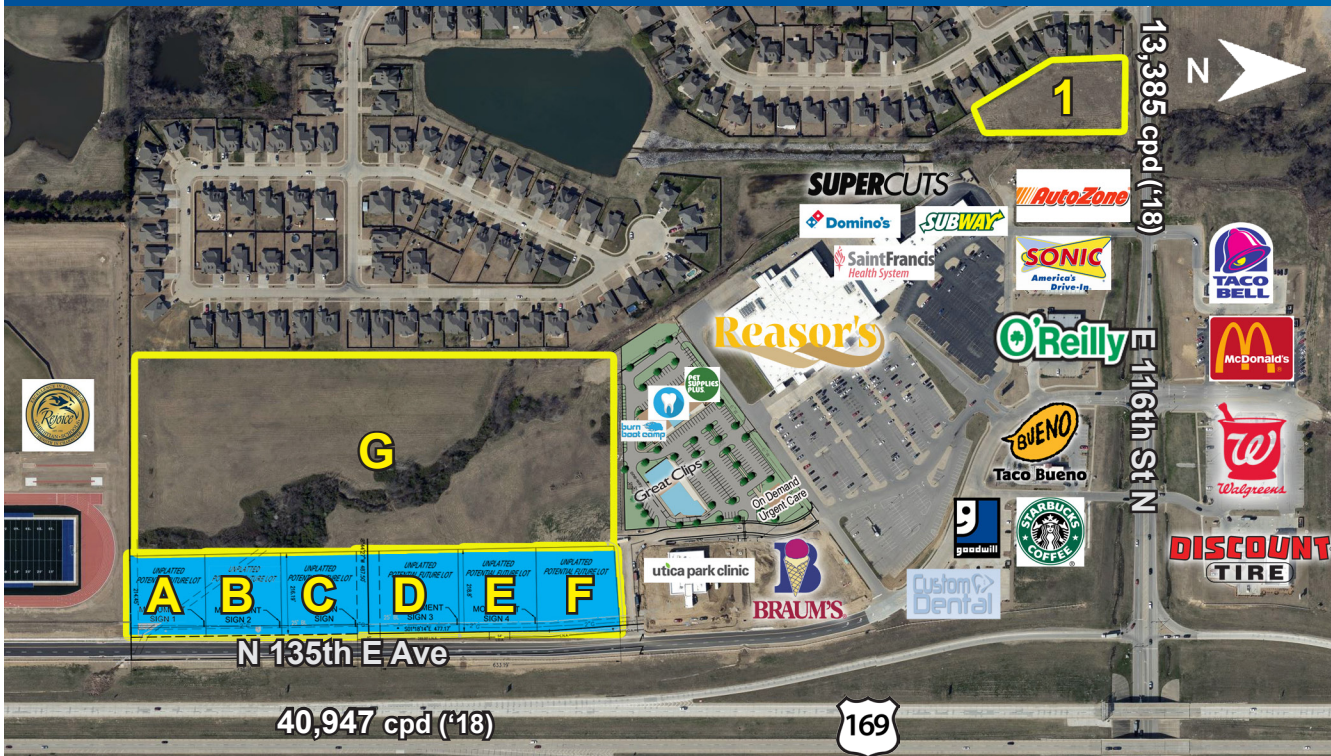 13,385 cpd (‘18)
N
1
SUPERCUTS
Domino's
SUBWAY
AutoZone
SaintFrancis
Health System
SONIC
America's
Drive-In
TACO
BELL
Reasor's
O'Reilly
McDonald's
E 116th St N
Rejoice
PET
SUPPLIES
PLUS
burn
boot camp
BUENO
Taco Bueno
W
Walgreens
G
Great Clips
On Demand
Urgent Care
g
goodwill
STARBUCKS
COFFEE
DISCOUNT
TIRE
utica park clinic
B
BRAUM'S
Custom
Dental
UNPLATTED
POTENTIAL FUTURE LOT
A
SIGN 1
UNPLATTED
POTENTIAL FUTURE LOT
B
SIGN 2
UNPLATTED
POTENTIAL FUTURE LOT
C
SIGN
UNPLATTED
POTENTIAL FUTURE LOT
D
SIGN 3
UNPLATTED
POTENTIAL FUTURE LOT
E
SIGN 4
UNPLATTED
POTENTIAL FUTURE LOT
F
N 135th E Ave
40,947 cpd (‘18)
169